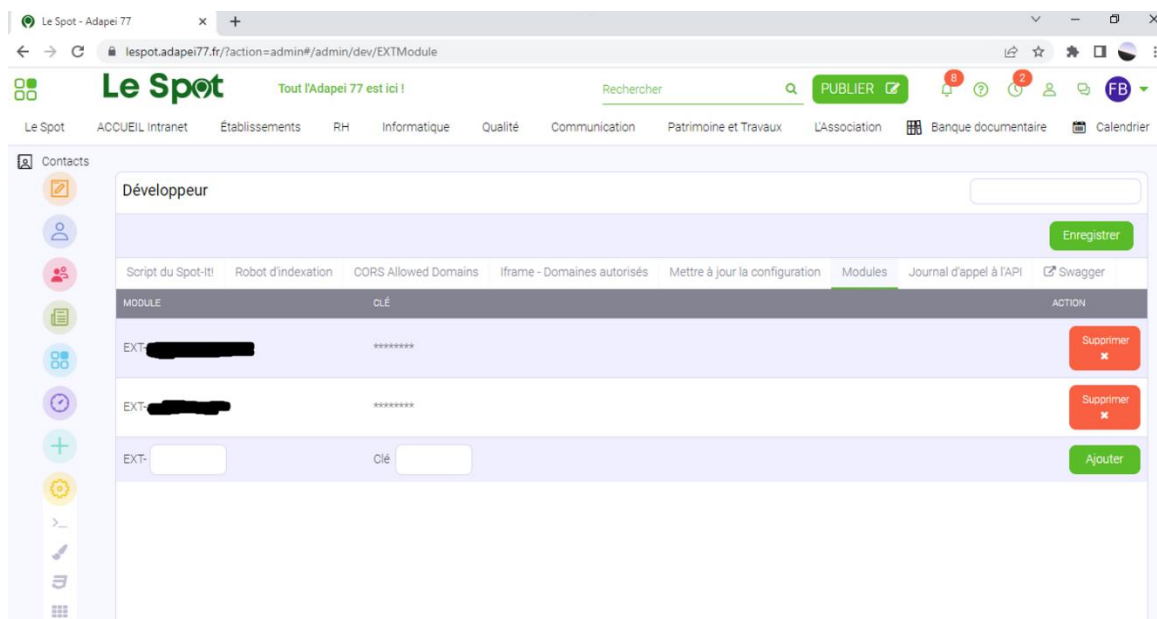 Le Spot - Adapei 77
lespot.adapei77.fr/?action=admin#/admin/dev/EXTModule
Le Spot Tout l'Adapei 77 est ici ! Rechercher PUBLIER 8 2 FB
Le Spot ACCUEIL Intranet Établissements RH Informatique Qualité Communication Patrimoine et Travaux L'Association Banque documentaire Calendrier
Contacts
Développeur
Enregistrer
Script du Spot-It! Robot d'indexation CORS Allowed Domains Iframe - Domaines autorisés Mettre à jour la configuration Modules Journal d'appel à l'API Swagger
MODULE CLÉ ACTION
EXT- ******** Supprimer
EXT- ******** Supprimer
EXT- Clé Ajouter